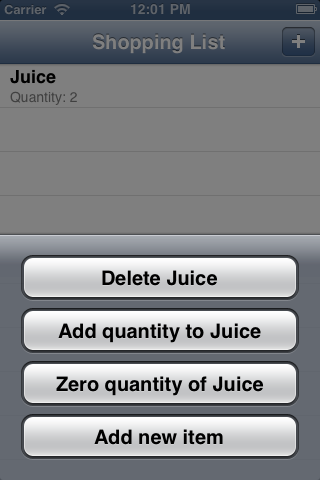 Carrier 12:01 PM
Shopping List +
Juice
Quantity: 2
Delete Juice
Add quantity to Juice
Zero quantity of Juice
Add new item